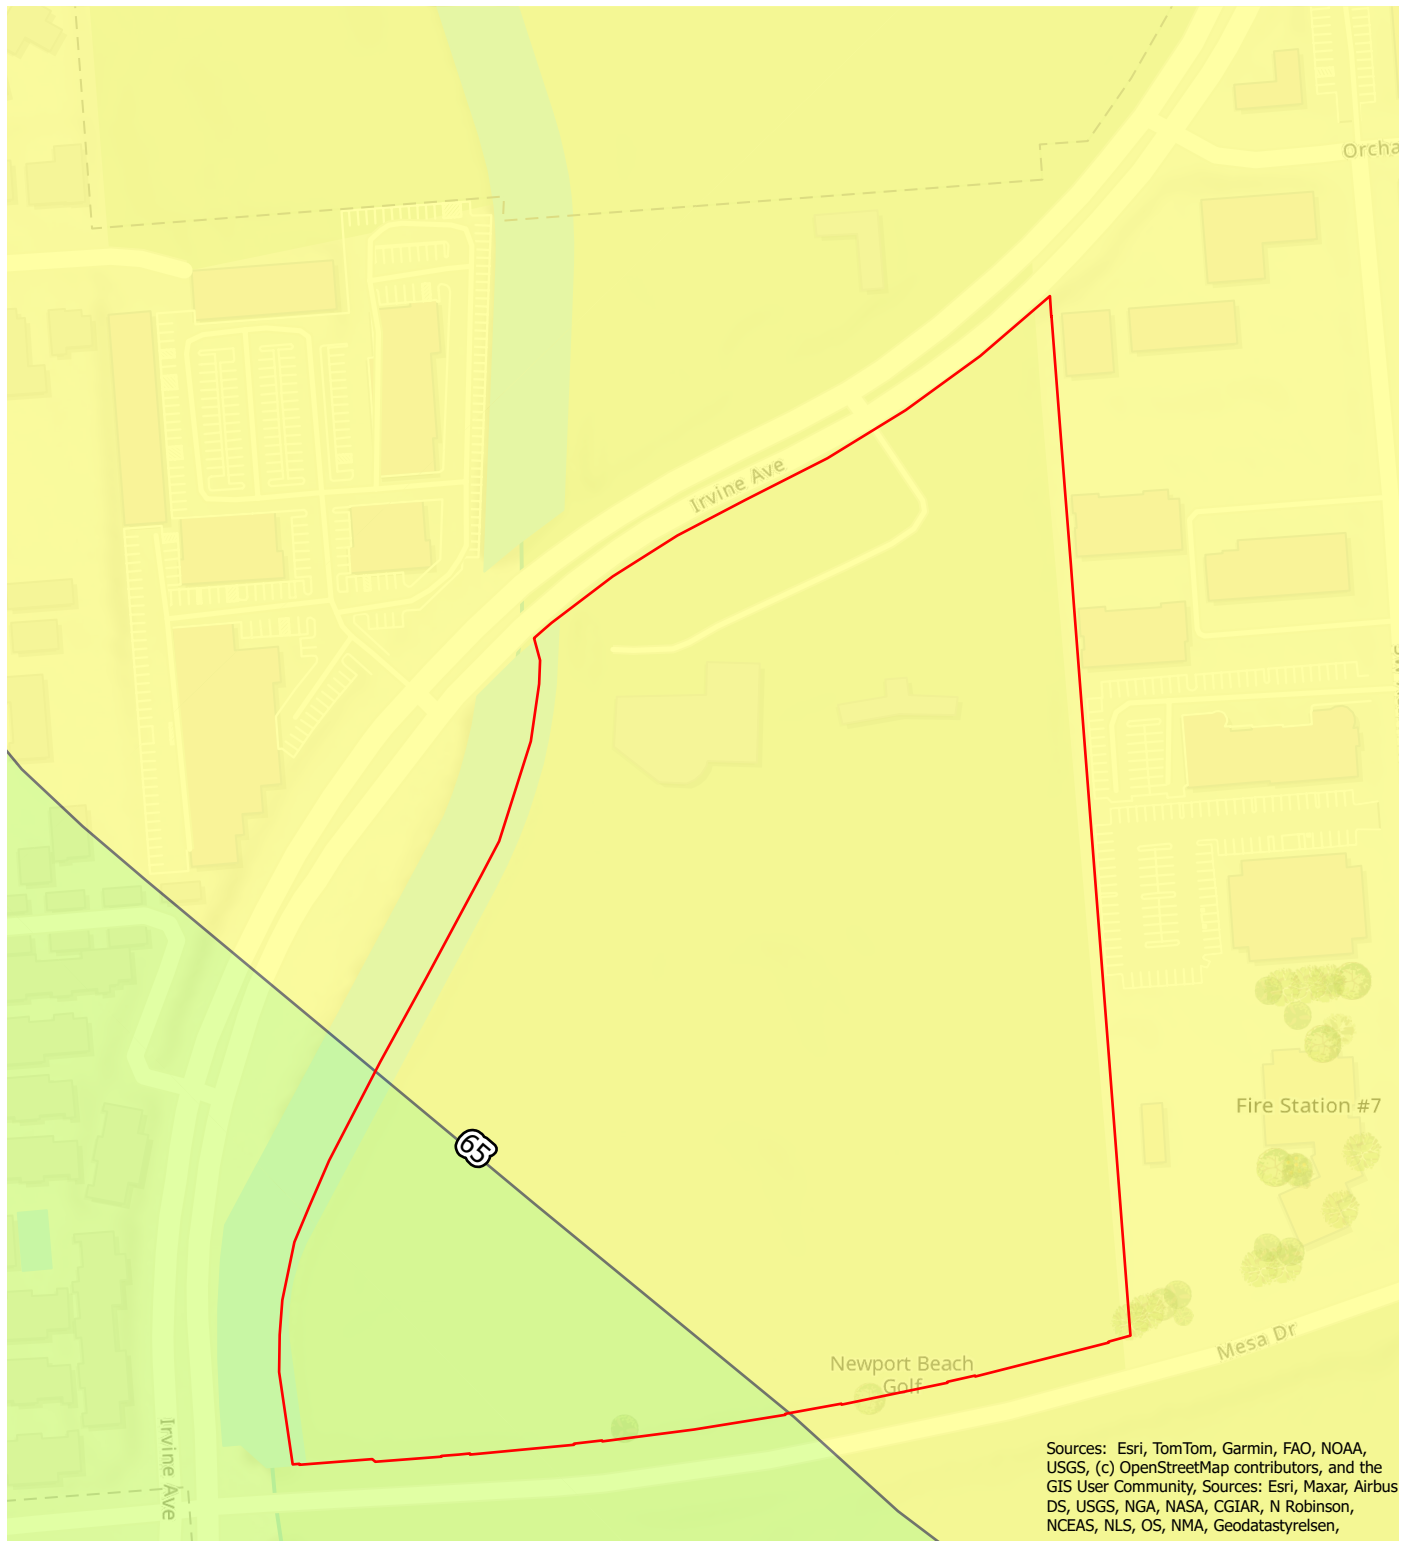 Orcha
Irvine Ave
65
Fire Station #7
Mesa Dr
Newport Beach
Golf
Irvine Ave
Sources: Esri, TomTom, Garmin, FAO, NOAA,
USGS, (c) OpenStreetMap contributors, and the
GIS User Community, Sources: Esri, Maxar, Airbus
DS, USGS, NGA, NASA, CGIAR, N Robinson,
NCEAS, NLS, OS, NMA, Geodatastyrelsen,